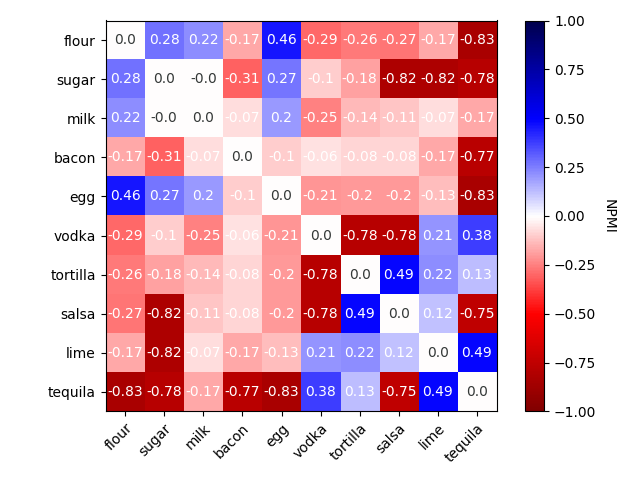 flour 0.0 0.28 0.22 -0.17 0.46 -0.29 -0.26 -0.27 -0.17 -0.83
sugar 0.28 0.0 -0.0 -0.31 0.27 -0.1 -0.18 -0.82 -0.82 -0.78
milk 0.22 -0.0 0.0 -0.07 0.2 -0.25 -0.14 -0.11 -0.07 -0.17
bacon -0.17 -0.31 -0.07 0.0 -0.1 -0.06 -0.08 -0.08 -0.17 -0.77
egg 0.46 0.27 0.2 -0.1 0.0 -0.21 -0.2 -0.2 -0.13 -0.83
vodka -0.29 -0.1 -0.25 -0.06 -0.21 0.0 -0.78 -0.78 0.21 0.38
tortilla -0.26 -0.18 -0.14 -0.08 -0.2 -0.78 0.0 0.49 0.22 0.13
salsa -0.27 -0.82 -0.11 -0.08 -0.2 -0.78 0.49 0.0 0.12 -0.75
lime -0.17 -0.82 -0.07 -0.17 -0.13 0.21 0.22 0.12 0.0 0.49
tequila -0.83 -0.78 -0.17 -0.77 -0.83 0.38 0.13 -0.75 0.49 0.0
flour sugar milk bacon egg vodka tortilla salsa lime tequila
1.00
0.75
0.50
0.25
0.00
−0.25
−0.50
−0.75
−1.00
NPMI